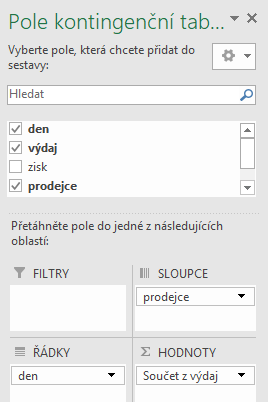 Pole kontingenční tab...
Vyberte pole, která chcete přidat do
sestavy:
Hledat
den
výdaj
zisk
prodejce
Přetáhněte pole do jedné z následujících
oblastí:
FILTRY
SLOUPCE
prodejce
ŘÁDKY
HODNOTY
den
Součet z výdaj